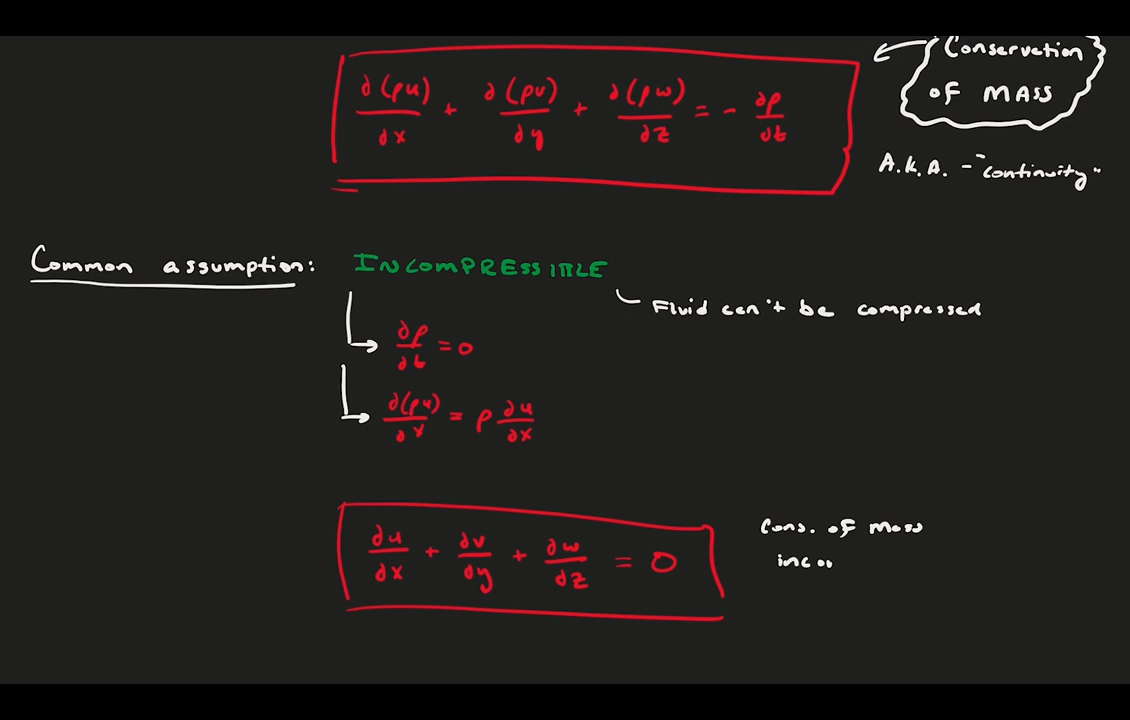 Conservation
of MASS
∂(ρu)/∂x + ∂(ρv)/∂y + ∂(ρw)/∂z = - ∂ρ/∂t
A.K.A. - "continuity"
Common assumption: INCOMPRESSIBLE
Fluid can't be compressed
∂ρ/∂t = 0
∂(ρu)/∂x = ρ ∂u/∂x
∂u/∂x + ∂v/∂y + ∂w/∂z = 0
Cons. of mass
inco